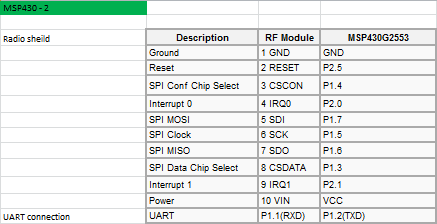 MSP430 - 2
Radio sheild Description RF Module MSP430G2553
Ground 1 GND GND
Reset 2 RESET P2.5
SPI Conf Chip Select 3 CSCON P1.4
Interrupt 0 4 IRQ0 P2.0
SPI MOSI 5 SDI P1.7
SPI Clock 6 SCK P1.5
SPI MISO 7 SDO P1.6
SPI Data Chip Select 8 CSDATA P1.3
Interrupt 1 9 IRQ1 P2.1
Power 10 VIN VCC
UART connection UART P1.1(RXD) P1.2(TXD)